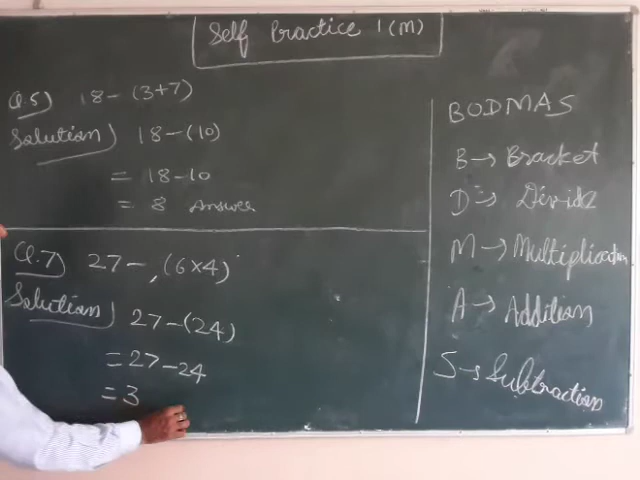 Self Practice 1(M)
Q.5) 18-(3+7)
Solution) 18-(10)
= 18-10
= 8 Answer
Q.7) 27-,(6×4)
Solution) 27-(24)
=27-24
=3
BODMAS
B→ Bracket
D→ Divide
M→Multiplication
A→ Addition
S→Subtraction